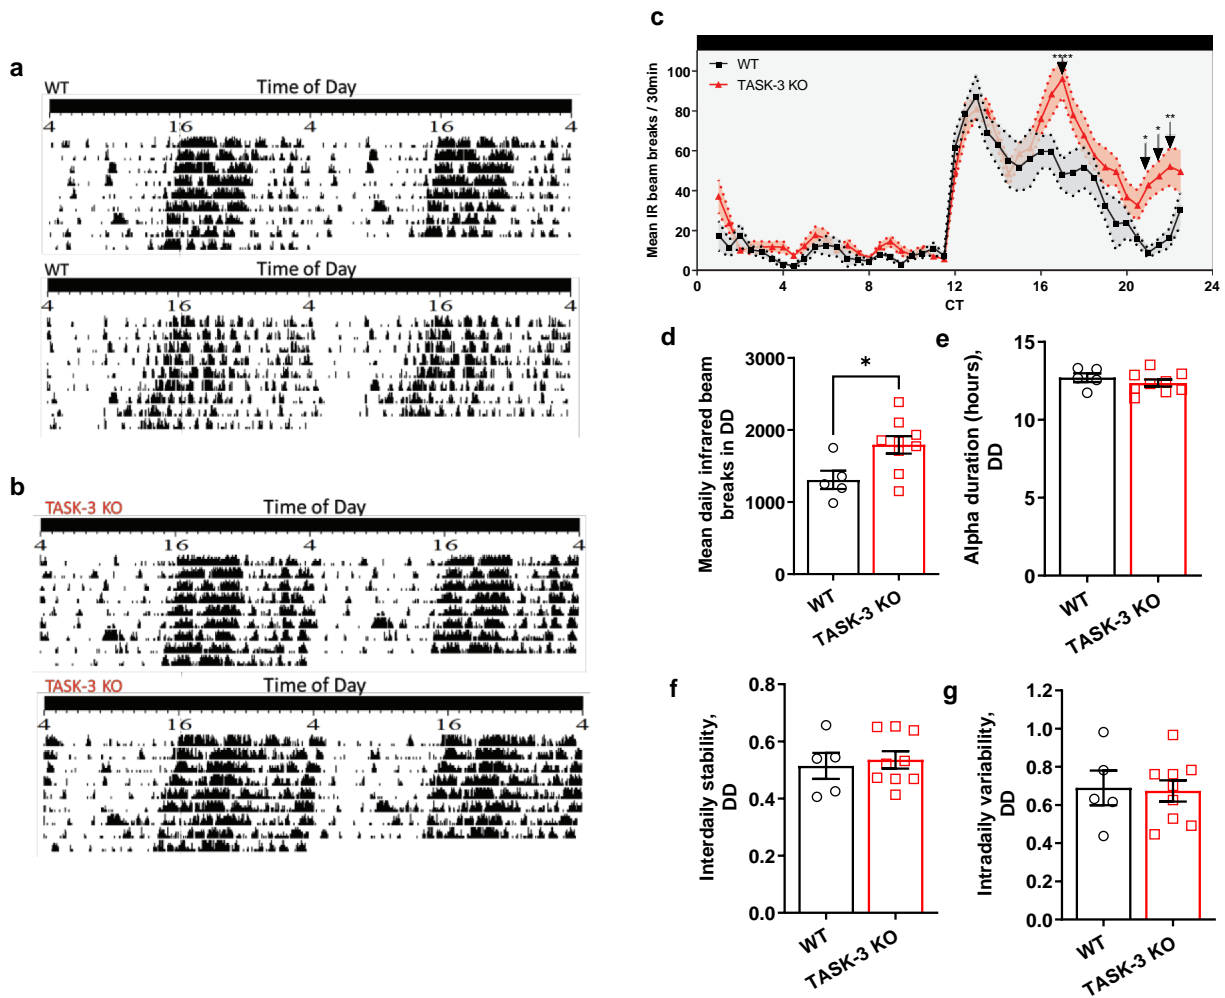 a
WT
Time of Day
4 16 4 16 4
WT
Time of Day
4 16 4 16 4
b
TASK-3 KO
Time of Day
4 16 4 16 4
TASK-3 KO
Time of Day
4 16 4 16 4
c
Mean IR beam breaks / 30min
100
80
60
40
20
0
WT
TASK-3 KO
****
* * **
0 4 8 12 16 20 24
CT
d
Mean daily infrared beam
breaks in DD
3000
2000
1000
0
*
WT
TASK-3 KO
e
Alpha duration (hours),
DD
15
10
5
0
WT
TASK-3 KO
f
Interdaily stability,
DD
0.8
0.6
0.4
0.2
0.0
WT
TASK-3 KO
g
Intradaily variability,
DD
1.2
1.0
0.8
0.6
0.4
0.2
0.0
WT
TASK-3 KO